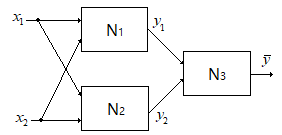 x₁
N₁
y₁
N₃
ȳ
x₂
N₂
y₂